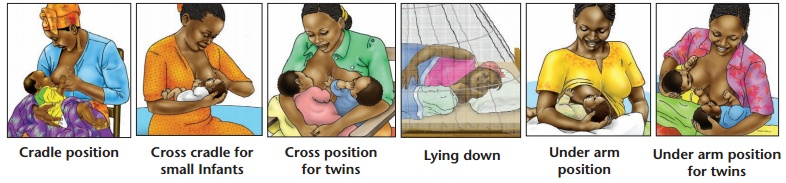 Cradle position
Cross cradle for
small Infants
Cross position
for twins
Lying down
Under arm
position
Under arm position
for twins